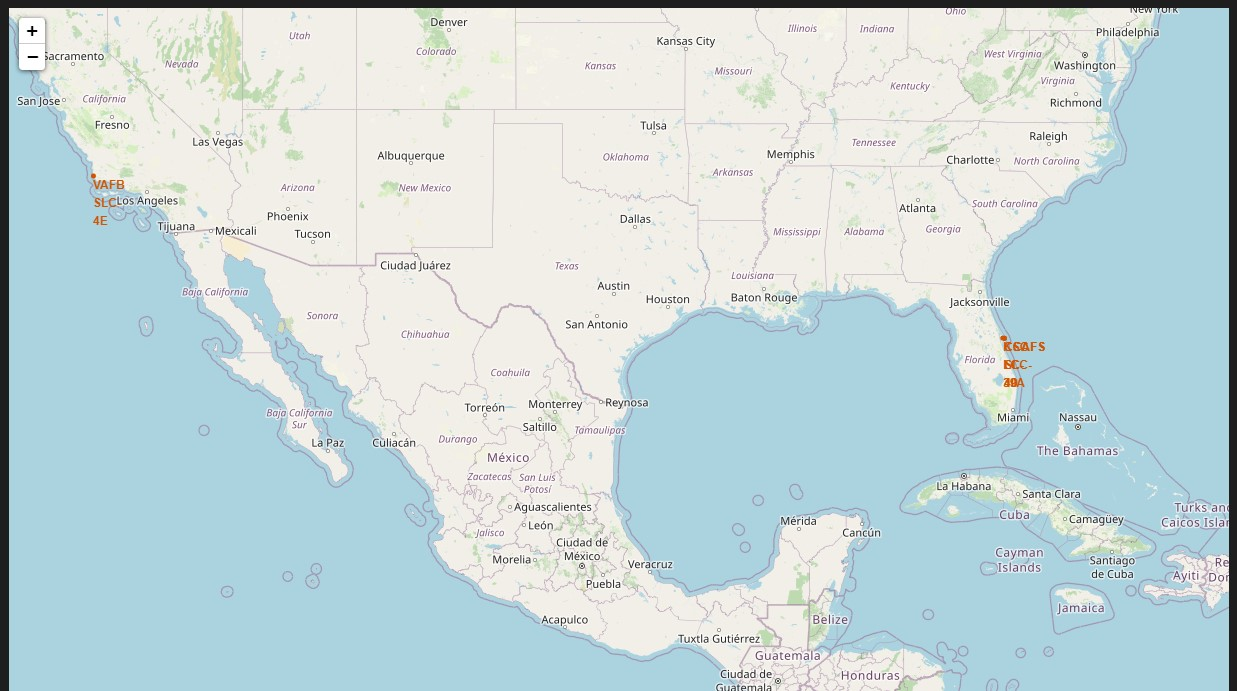 +
−
Denver
New York
Ohio
Utah
Illinois
Indiana
Philadelphia
Kansas City
Colorado
Sacramento
West Virginia
Nevada
Kansas
Missouri
Washington
Virginia
Kentucky
California
San Jose
Richmond
Fresno
Tulsa
Las Vegas
Raleigh
Tennessee
Albuquerque
Oklahoma
Memphis
Charlotte
North Carolina
Arkansas
VAFB
SLC-
4E
Arizona
New Mexico
Los Angeles
South Carolina
Phoenix
Atlanta
Dallas
Tijuana
Mexicali
Tucson
Mississippi
Alabama
Georgia
Ciudad Juárez
Texas
Louisiana
Austin
Baja California
Houston
Baton Rouge
Jacksonville
Sonora
San Antonio
Chihuahua
Florida
Coahuila
Reynosa
Torreón
Monterrey
Baja California
Sur
Miami
Nassau
Saltillo
Tamaulipas
La Paz
Culiacán
Durango
México
The Bahamas
Zacatecas
San Luis
Potosí
La Habana
Santa Clara
Aguascalientes
Turks and
Caicos Islan
Cuba
Camagüey
León
Mérida
Jalisco
Cancún
Ciudad de
México
Cayman
Islands
Morelia
Veracruz
Santiago
de Cuba
Puebla
Ayiti
Acapulco
Jamaica
Belize
Tuxtla Gutiérrez
Guatemala
Ciudad de
Guatemala
Honduras